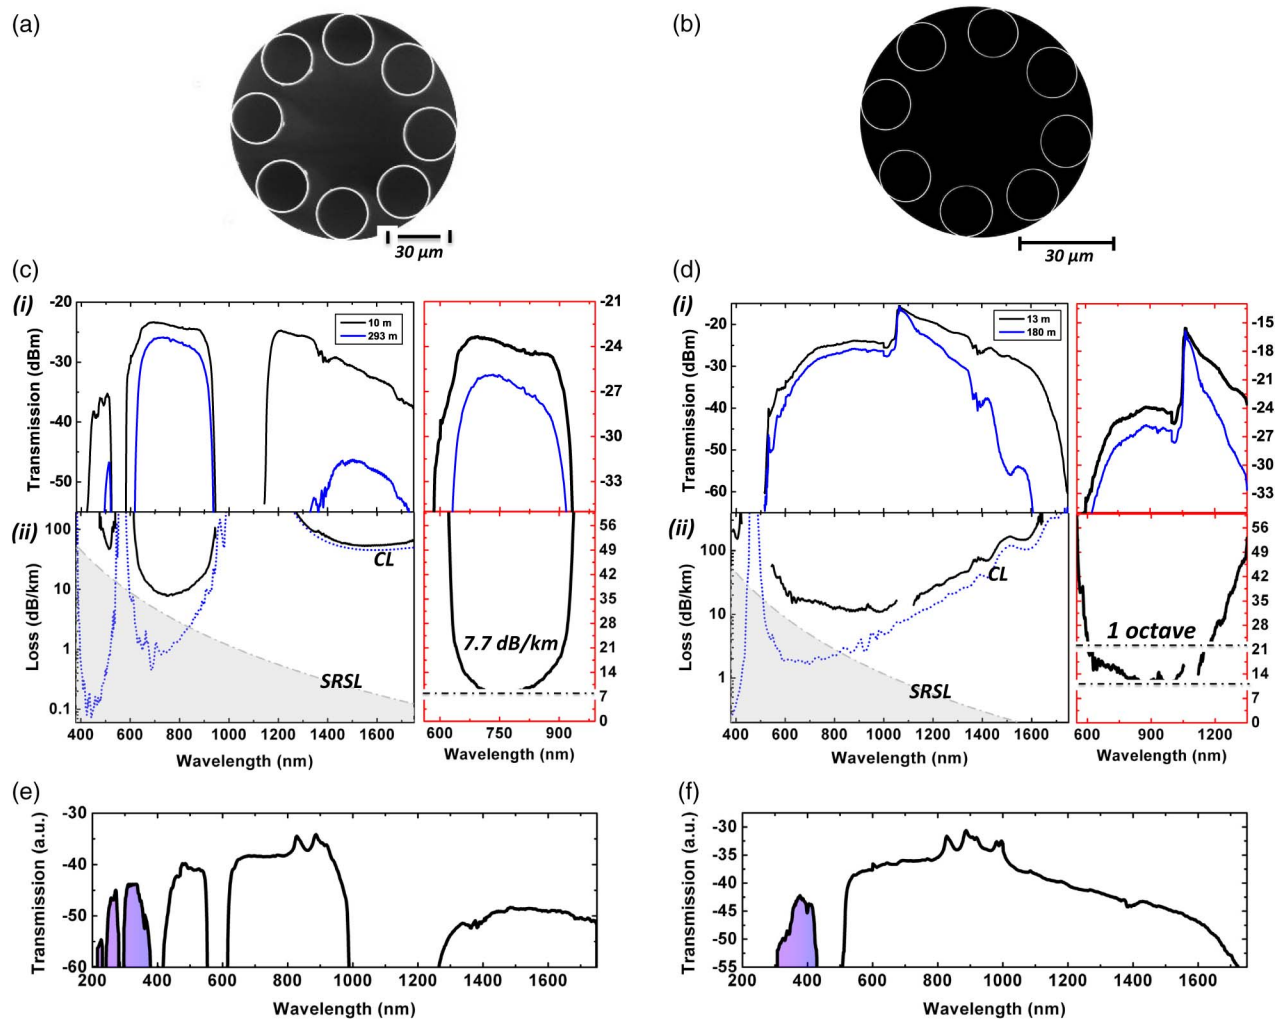 (a)
30 μm
(b)
30 μm
(c)
(i)
10 m
293 m
Transmission (dBm)
-20
-30
-40
-50
-21
-24
-27
-30
-33
(ii)
Loss (dB/km)
100
10
1
0.1
CL
SRSL
400 600 800 1000 1200 1400 1600
Wavelength (nm)
7.7 dB/km
56
49
42
35
28
21
14
7
0
600 750 900
Wavelength (nm)
(d)
(i)
13 m
180 m
Transmission (dBm)
-20
-30
-40
-50
-60
-15
-18
-21
-24
-27
-30
-33
(ii)
Loss (dB/km)
100
10
1
CL
SRSL
400 600 800 1000 1200 1400 1600
Wavelength (nm)
1 octave
56
49
42
35
28
21
14
7
0
600 900 1200
Wavelength (nm)
(e)
Transmission (a.u.)
-30
-40
-50
-60
200 400 600 800 1000 1200 1400 1600
Wavelength (nm)
(f)
Transmission (a.u.)
-30
-35
-40
-45
-50
-55
200 400 600 800 1000 1200 1400 1600
Wavelength (nm)